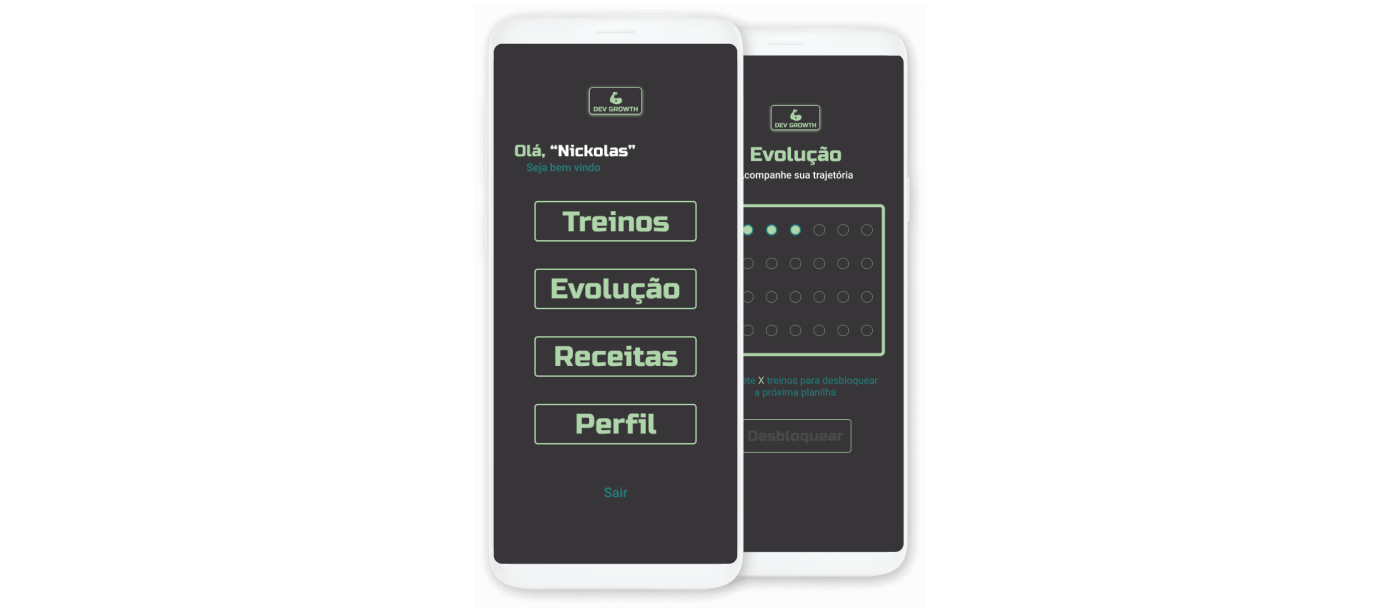 DEV GROWTH
Olá, “Nickolas”
Seja bem vindo
Treinos
Evolução
Receitas
Perfil
Sair
DEV GROWTH
Evolução
companhe sua trajetória
ete X treinos para desbloquear
a próxima planilha
Desbloquear